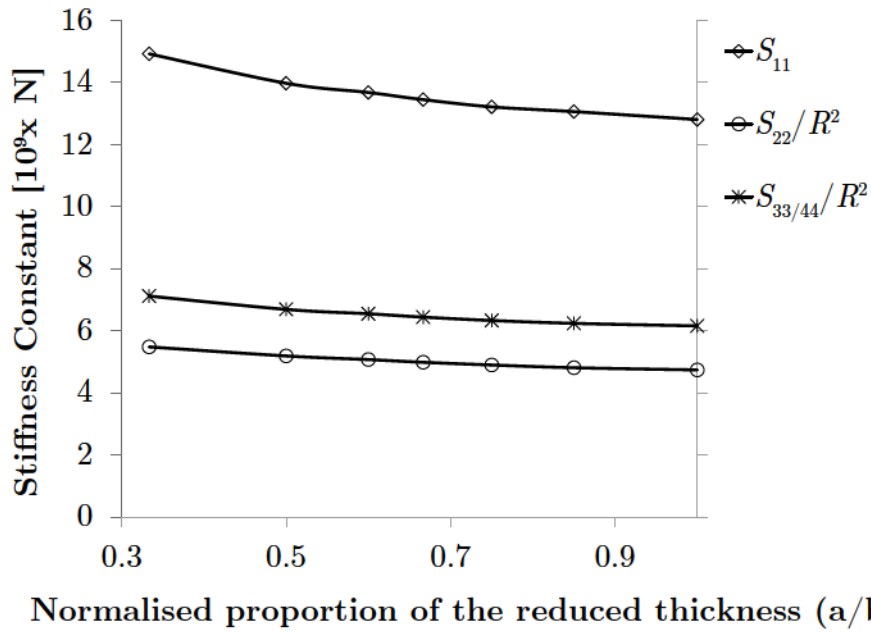 16
14
12
10
8
6
4
2
0
Stiffness Constant [10⁹x N]
0.3 0.5 0.7 0.9
Normalised proportion of the reduced thickness (a/b
S₁₁
S₂₂/R²
S₃₃/₄₄/R²